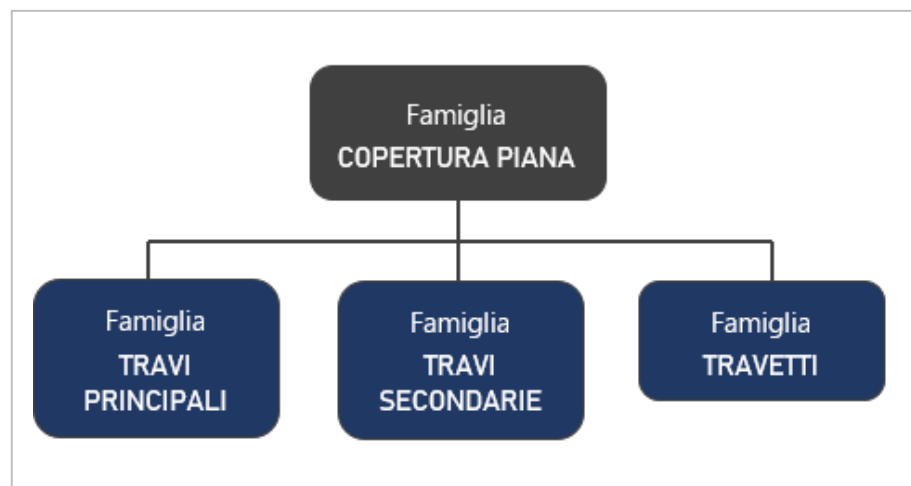 Famiglia
COPERTURA PIANA
Famiglia
TRAVI
PRINCIPALI
Famiglia
TRAVI
SECONDARIE
Famiglia
TRAVETTI